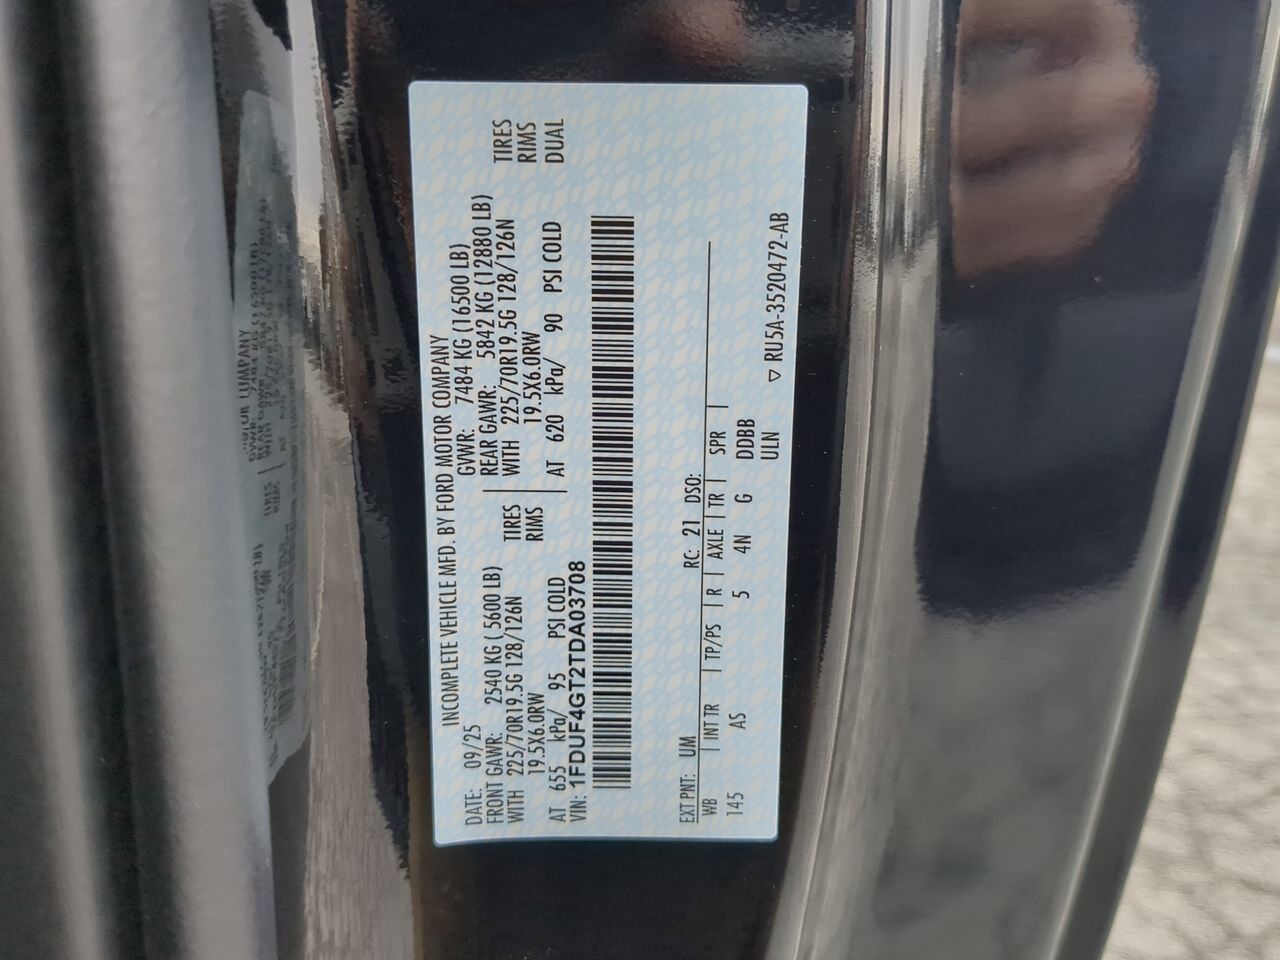 INCOMPLETE VEHICLE MFD. BY FORD MOTOR COMPANY
DATE: 09/25 GVWR: 7484 KG (16500 LB)
FRONT GAWR: 2540 KG ( 5600 LB) REAR GAWR: 5842 KG (12880 LB)
WITH 225/70R19.5G 128/126N TIRES WITH 225/70R19.5G 128/126N TIRES
19.5X6.0RW RIMS 19.5X6.0RW RIMS
AT 655 kPa/ 95 PSI COLD AT 620 kPa/ 90 PSI COLD DUAL
VIN: 1FDUF4GT2TDA03708
EXT PNT: UM RC: 21 DSO:
WB | INT TR | TP/PS | R | AXLE | TR | SPR |
145 AS 5 4N G DDBB
ULN
▽ RU5A-3520472-AB